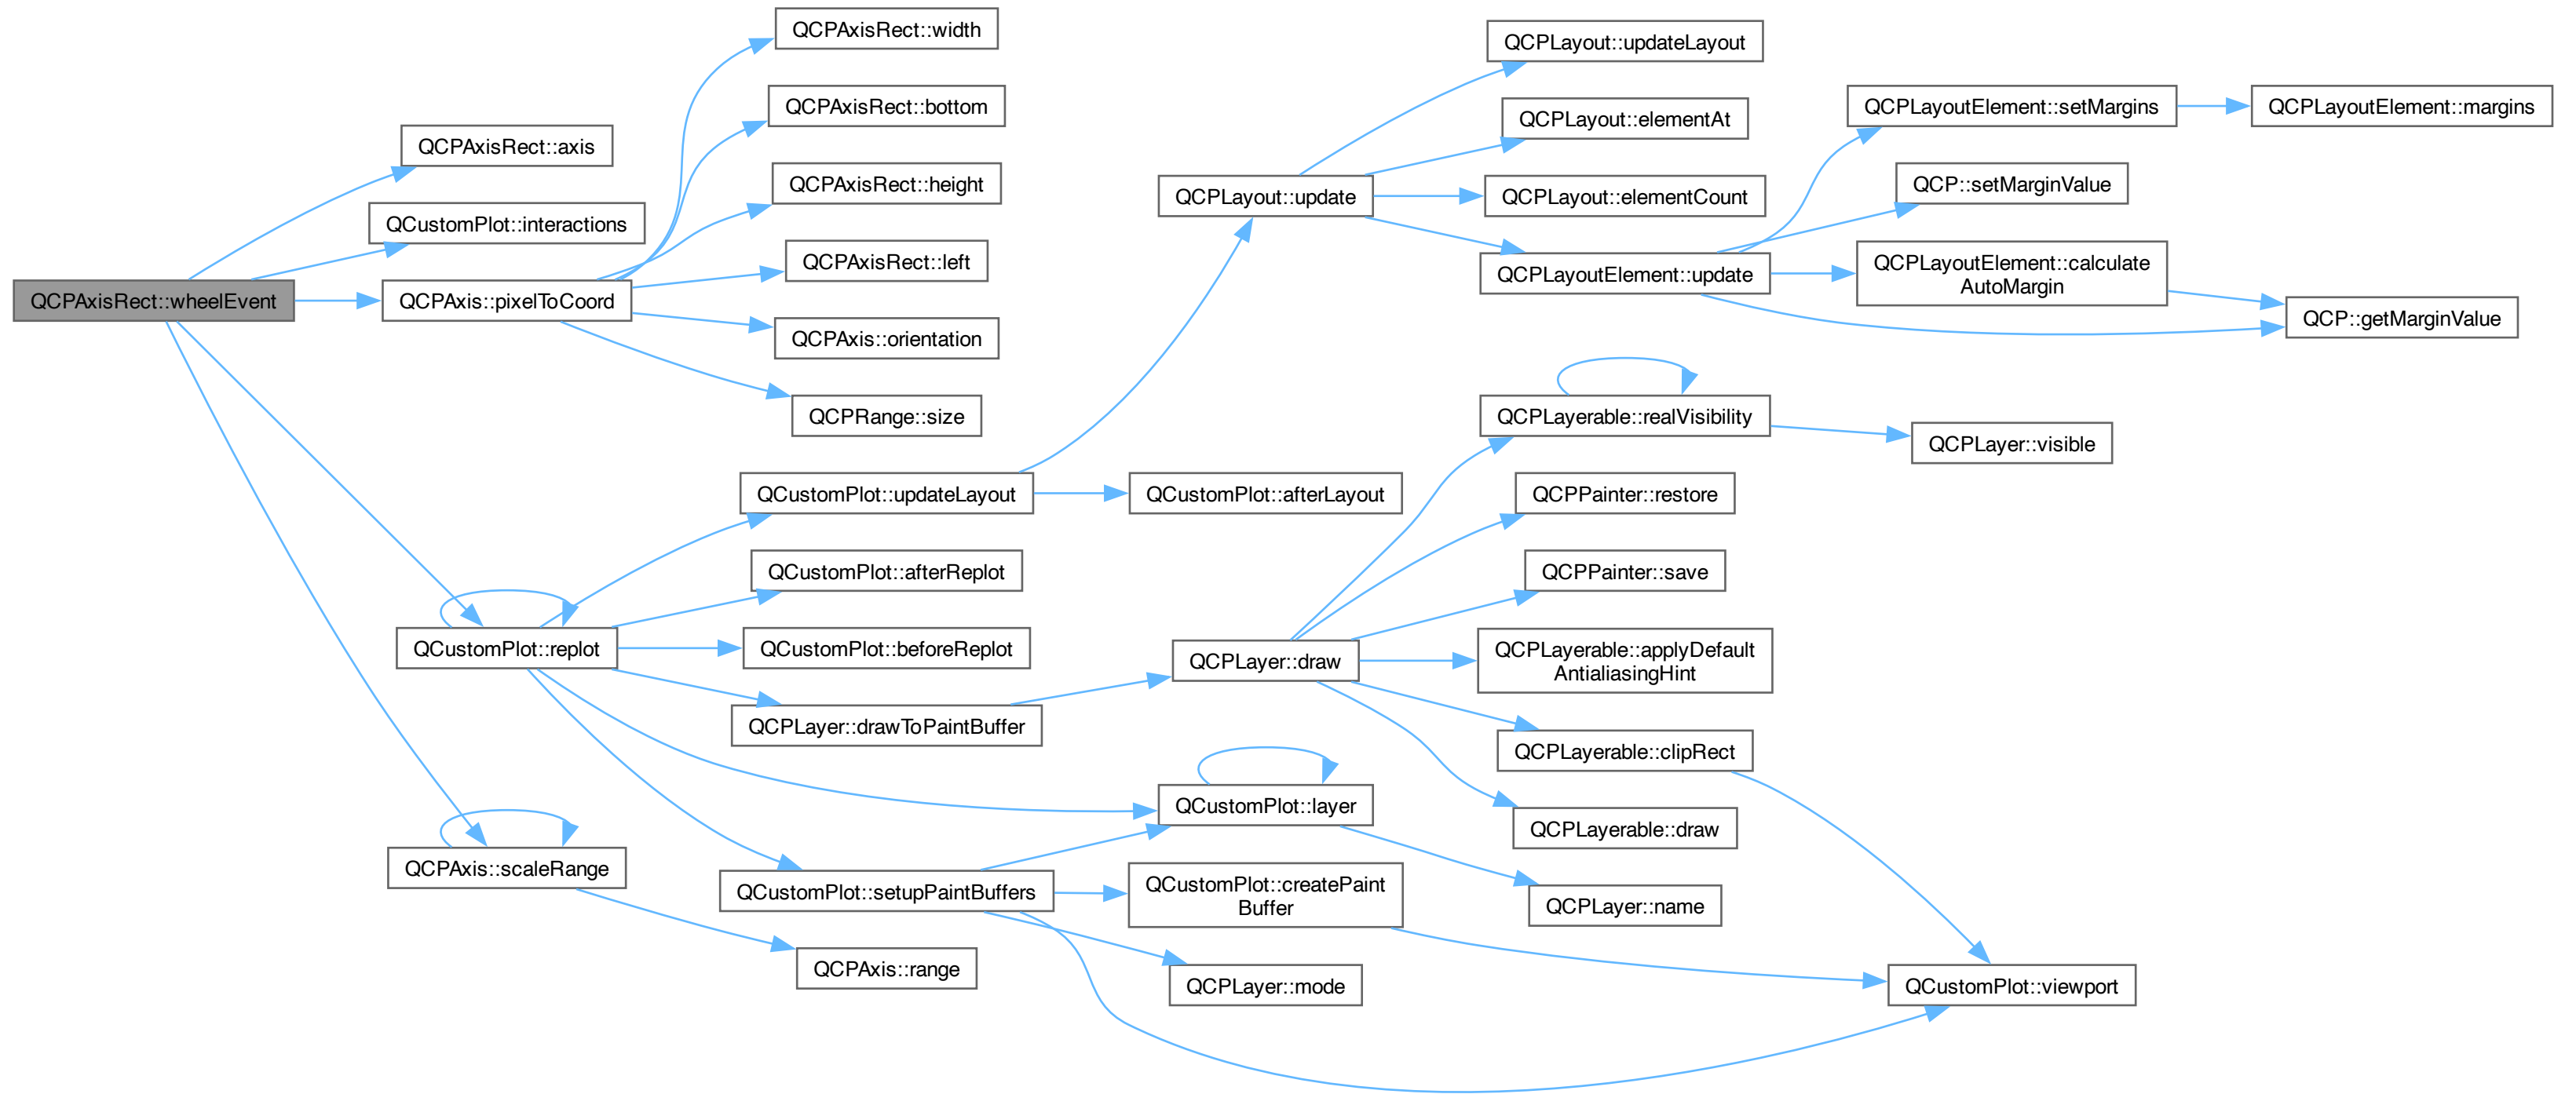 QCPAxisRect::wheelEvent
QCPAxisRect::axis
QCustomPlot::interactions
QCPAxis::pixelToCoord
QCPAxisRect::width
QCPAxisRect::bottom
QCPAxisRect::height
QCPAxisRect::left
QCPAxis::orientation
QCPRange::size
QCustomPlot::replot
QCustomPlot::updateLayout
QCustomPlot::afterReplot
QCustomPlot::beforeReplot
QCPLayer::drawToPaintBuffer
QCPAxis::scaleRange
QCustomPlot::setupPaintBuffers
QCPAxis::range
QCPLayout::update
QCustomPlot::afterLayout
QCPLayer::draw
QCustomPlot::layer
QCustomPlot::createPaint
Buffer
QCPLayer::mode
QCPLayout::updateLayout
QCPLayout::elementAt
QCPLayout::elementCount
QCPLayoutElement::update
QCPLayerable::realVisibility
QCPPainter::restore
QCPPainter::save
QCPLayerable::applyDefault
AntialiasingHint
QCPLayerable::clipRect
QCPLayerable::draw
QCPLayer::name
QCPLayoutElement::setMargins
QCP::setMarginValue
QCPLayoutElement::calculate
AutoMargin
QCPLayer::visible
QCustomPlot::viewport
QCPLayoutElement::margins
QCP::getMarginValue